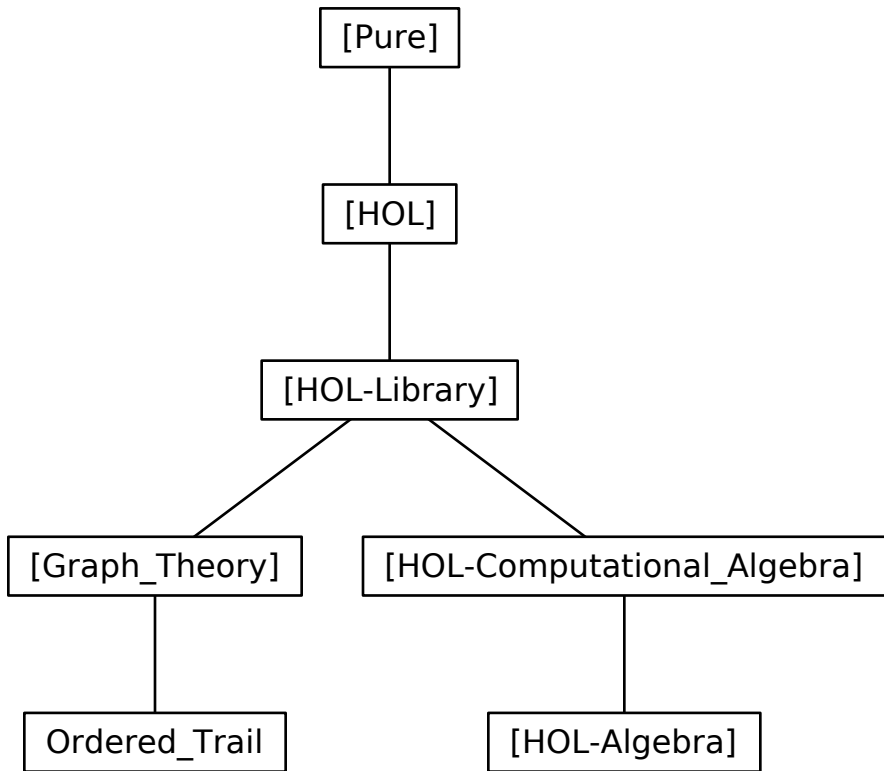 [Pure]
[HOL]
[HOL-Library]
[Graph_Theory]
[HOL-Computational_Algebra]
Ordered_Trail
[HOL-Algebra]